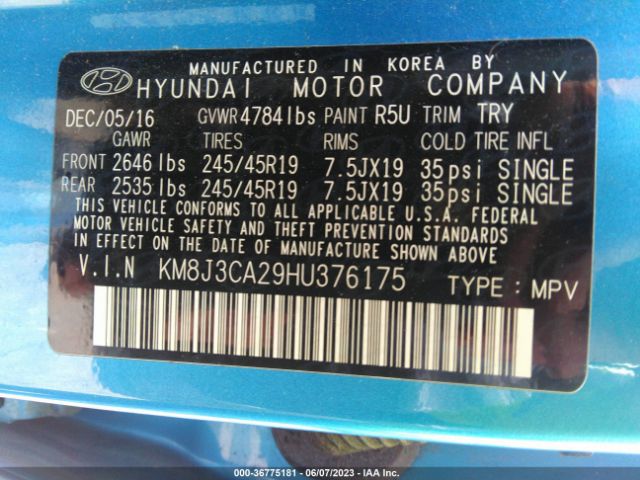 MANUFACTURED IN KOREA BY
HYUNDAI MOTOR COMPANY
DEC/05/16 GVWR 4784lbs PAINT R5U TRIM TRY
GAWR TIRES RIMS COLD TIRE INFL
FRONT 2646 lbs 245/45R19 7.5JX19 35psi SINGLE
REAR 2535 lbs 245/45R19 7.5JX19 35psi SINGLE
THIS VEHICLE CONFORMS TO ALL APPLICABLE U.S.A. FEDERAL
MOTOR VEHICLE SAFETY AND THEFT PREVENTION STANDARDS
IN EFFECT ON THE DATE OF MANUFACTURE SHOWN ABOVE
V.I.N KM8J3CA29HU376175 TYPE : MPV
000-36775181 - 06/07/2023 - IAA Inc.